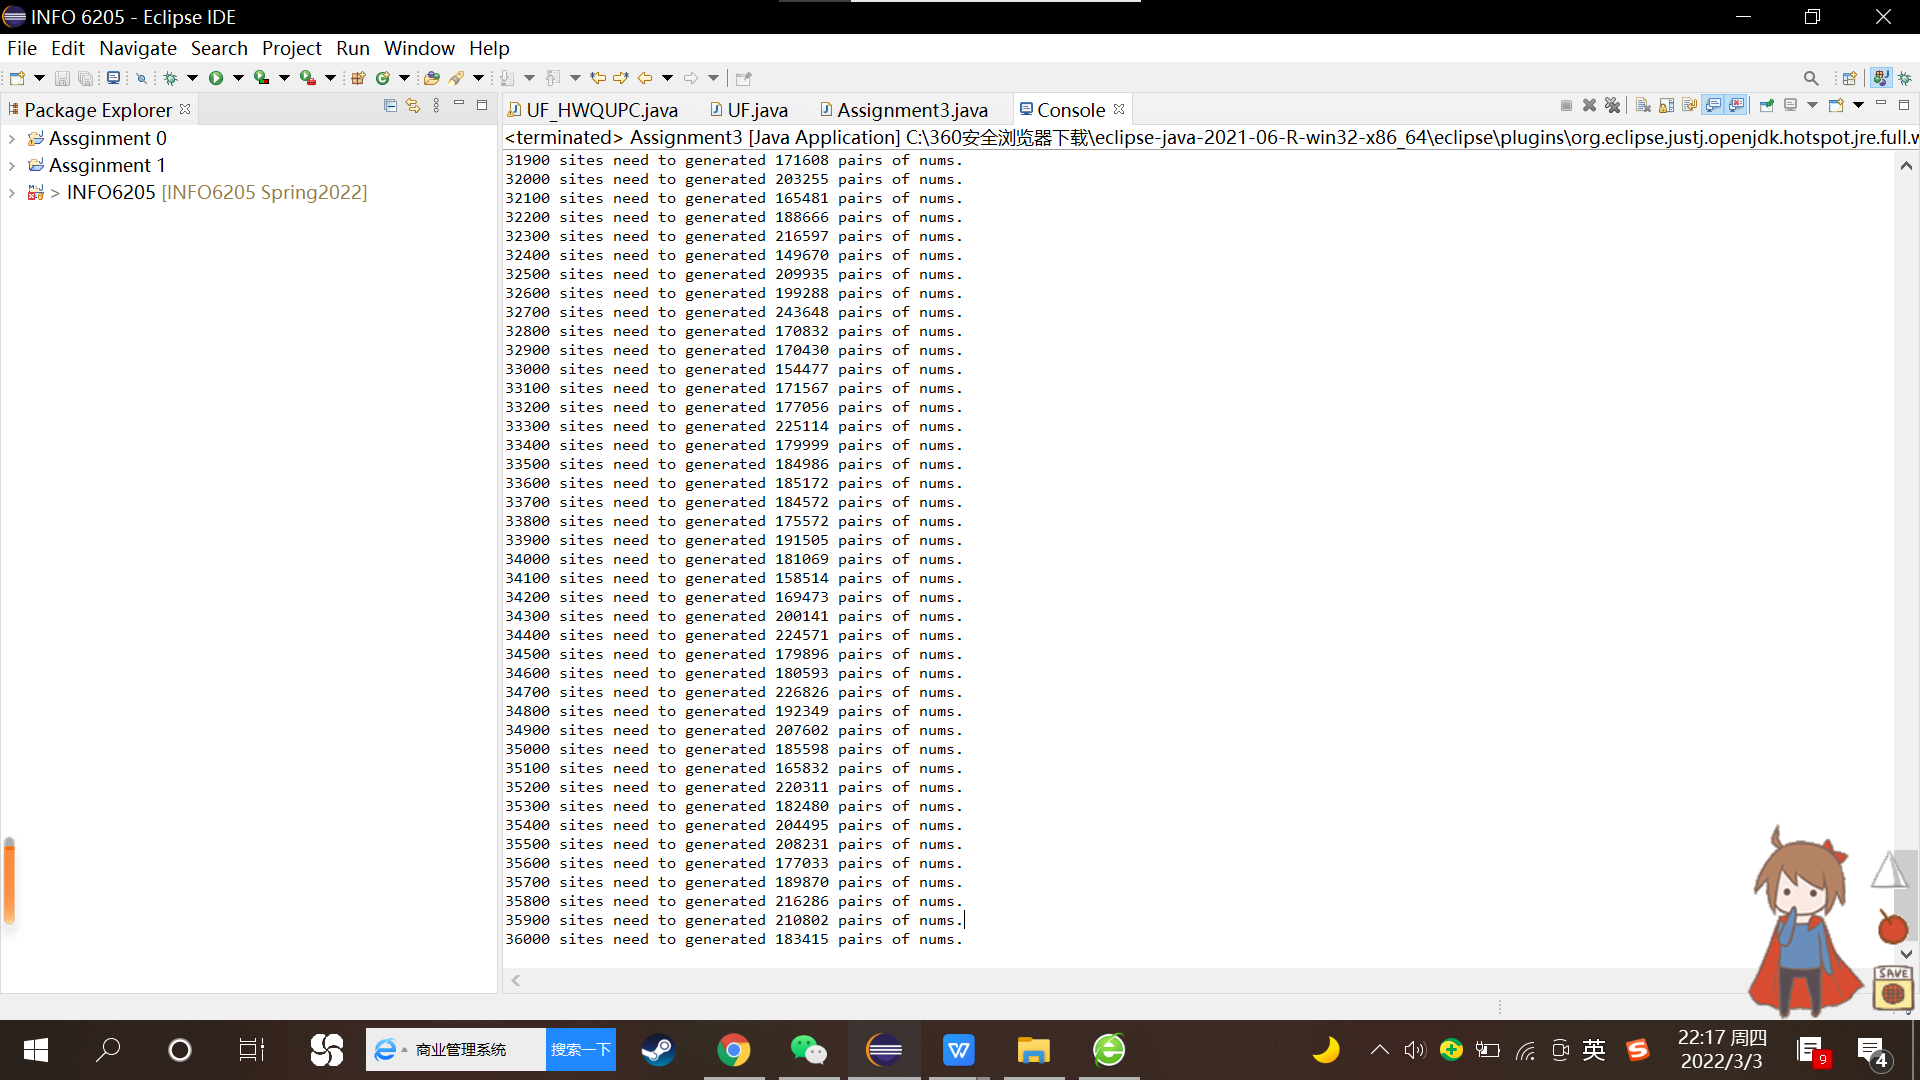 INFO 6205 - Eclipse IDE
File Edit Navigate Search Project Run Window Help
Package Explorer
Assginment 0
Assginment 1
> INFO6205 [INFO6205 Spring2022]
UF_HWQUPC.java UF.java Assignment3.java Console
<terminated> Assignment3 [Java Application] C:\360安全浏览器下载\eclipse-java-2021-06-R-win32-x86_64\eclipse\plugins\org.eclipse.justj.openjdk.hotspot.jre.full.w
31900 sites need to generated 171608 pairs of nums.
32000 sites need to generated 203255 pairs of nums.
32100 sites need to generated 165481 pairs of nums.
32200 sites need to generated 188666 pairs of nums.
32300 sites need to generated 216597 pairs of nums.
32400 sites need to generated 149670 pairs of nums.
32500 sites need to generated 209935 pairs of nums.
32600 sites need to generated 199288 pairs of nums.
32700 sites need to generated 243648 pairs of nums.
32800 sites need to generated 170832 pairs of nums.
32900 sites need to generated 170430 pairs of nums.
33000 sites need to generated 154477 pairs of nums.
33100 sites need to generated 171567 pairs of nums.
33200 sites need to generated 177056 pairs of nums.
33300 sites need to generated 225114 pairs of nums.
33400 sites need to generated 179999 pairs of nums.
33500 sites need to generated 184986 pairs of nums.
33600 sites need to generated 185172 pairs of nums.
33700 sites need to generated 184572 pairs of nums.
33800 sites need to generated 175572 pairs of nums.
33900 sites need to generated 191505 pairs of nums.
34000 sites need to generated 181069 pairs of nums.
34100 sites need to generated 158514 pairs of nums.
34200 sites need to generated 169473 pairs of nums.
34300 sites need to generated 200141 pairs of nums.
34400 sites need to generated 224571 pairs of nums.
34500 sites need to generated 179896 pairs of nums.
34600 sites need to generated 180593 pairs of nums.
34700 sites need to generated 226826 pairs of nums.
34800 sites need to generated 192349 pairs of nums.
34900 sites need to generated 207602 pairs of nums.
35000 sites need to generated 185598 pairs of nums.
35100 sites need to generated 165832 pairs of nums.
35200 sites need to generated 220311 pairs of nums.
35300 sites need to generated 182480 pairs of nums.
35400 sites need to generated 204495 pairs of nums.
35500 sites need to generated 208231 pairs of nums.
35600 sites need to generated 177033 pairs of nums.
35700 sites need to generated 189870 pairs of nums.
35800 sites need to generated 216286 pairs of nums.
35900 sites need to generated 210802 pairs of nums.
36000 sites need to generated 183415 pairs of nums.
SAVE
商业管理系统 搜索一下
英
22:17 周四
2022/3/3
9
4